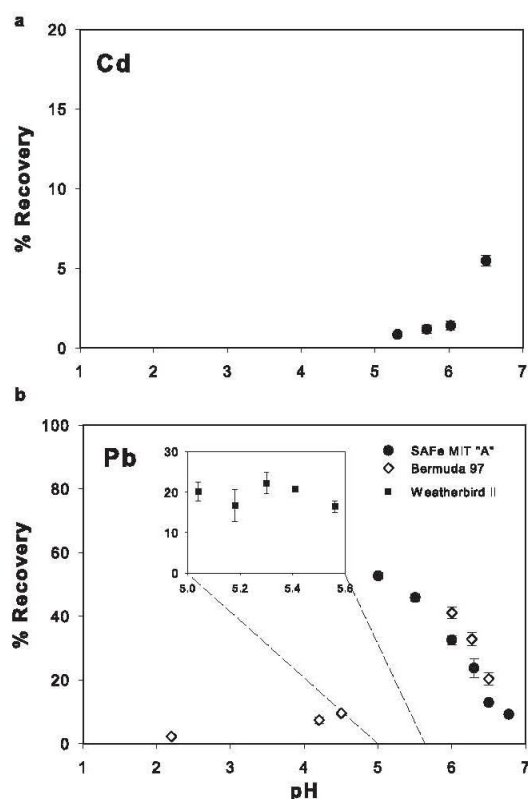 a
Cd
% Recovery
20
15
10
5
0
1 2 3 4 5 6 7
b
Pb
% Recovery
100
80
60
40
20
0
30
20
10
0
5.0 5.2 5.4 5.6
SAFe MIT "A"
Bermuda 97
Weatherbird II
1 2 3 4 5 6 7
pH